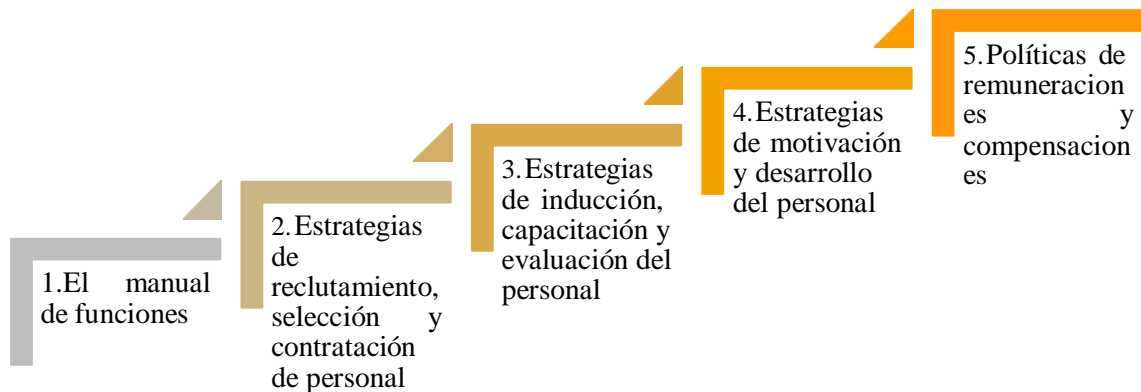 1.El manual
de funciones
2.Estrategias
de
reclutamiento,
selección y
contratación
de personal
3.Estrategias
de inducción,
capacitación y
evaluación del
personal
4.Estrategias
de motivación
y desarrollo
del personal
5.Políticas de
remuneracion
es y
compensacion
es